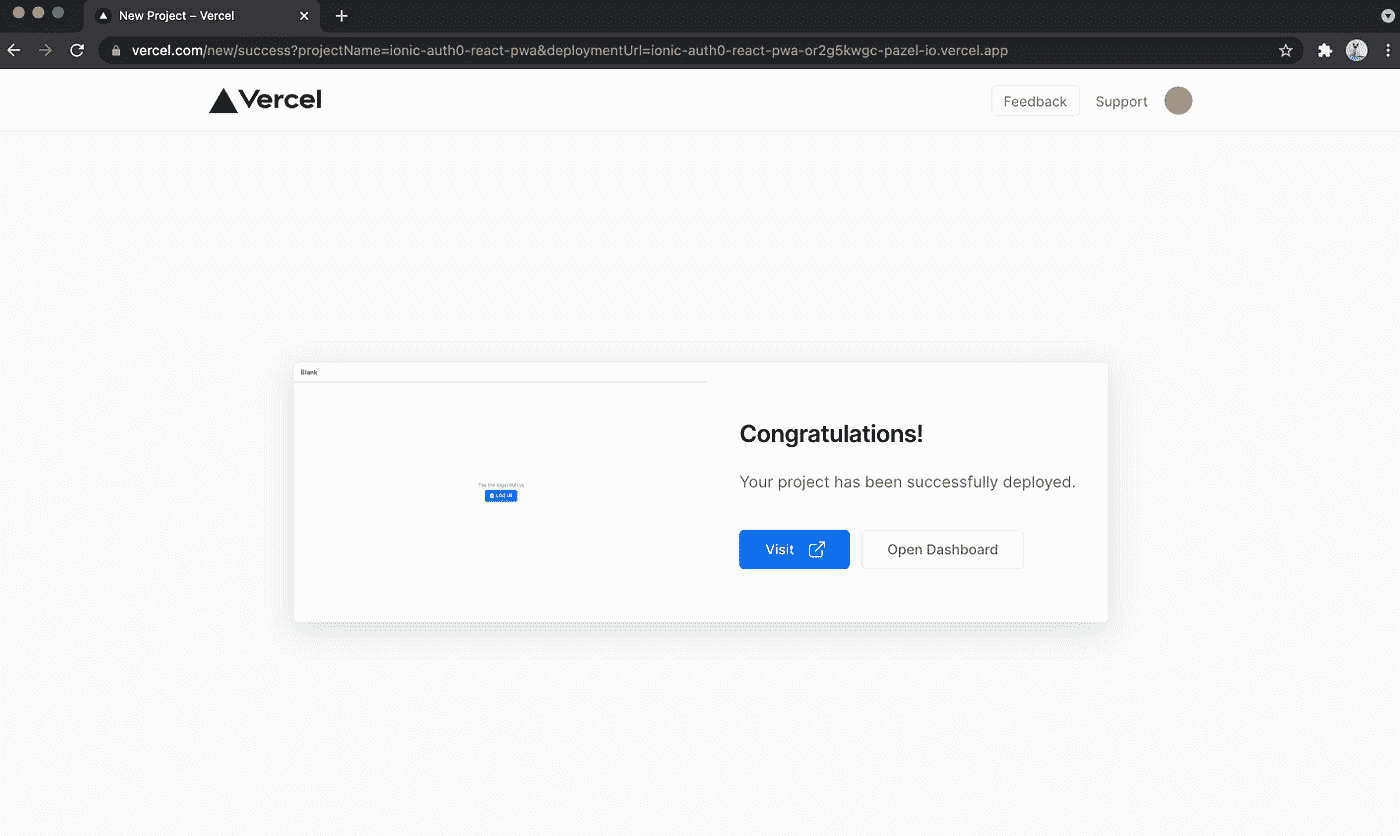 New Project – Vercel
vercel.com/new/success?projectName=ionic-auth0-react-pwa&deploymentUrl=ionic-auth0-react-pwa-or2g5kwgc-pazel-io.vercel.app
Vercel
Feedback
Support
Blank
LOG IN
Congratulations!
Your project has been successfully deployed.
Visit
Open Dashboard